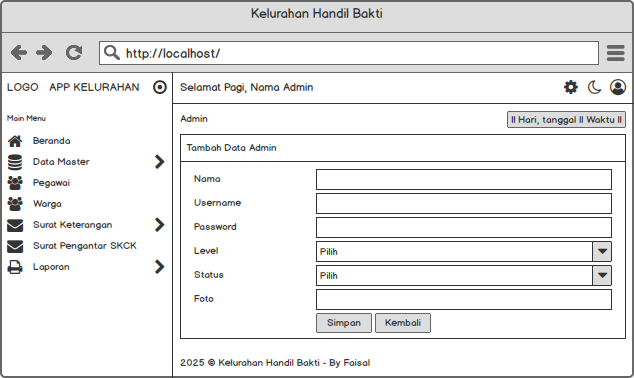 Kelurahan Handil Bakti
http://localhost/
LOGO APP KELURAHAN
Selamat Pagi, Nama Admin
Main Menu
Beranda
Data Master
Pegawai
Warga
Surat Keterangan
Surat Pengantar SKCK
Laporan
Admin
|| Hari, tanggal || Waktu ||
Tambah Data Admin
Nama
Username
Password
Level Pilih
Status Pilih
Foto
Simpan Kembali
2025 © Kelurahan Handil Bakti - By Faisal